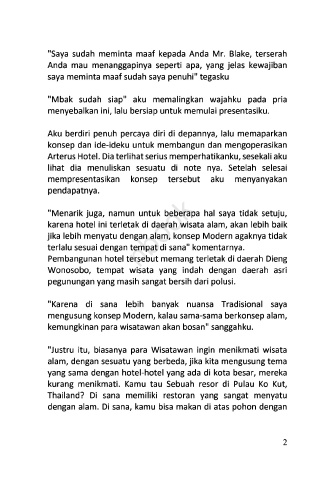 "Saya sudah meminta maaf kepada Anda Mr. Blake, terserah
Anda mau menanggapinya seperti apa, yang jelas kewajiban
saya meminta maaf sudah saya penuhi" tegasku
"Mbak sudah siap" aku memalingkan wajahku pada pria
menyebalkan ini, lalu bersiap untuk memulai presentasiku.
Aku berdiri penuh percaya diri di depannya, lalu memaparkan
konsep dan ide-ideku untuk membangun dan mengoperasikan
Arterus Hotel. Dia terlihat serius memperhatikanku, sesekali aku
lihat dia menuliskan sesuatu di note nya. Setelah selesai
mempresentasikan konsep tersebut aku menyanyakan
pendapatnya.
"Menarik juga, namun untuk beberapa hal saya tidak setuju,
karena hotel ini terletak di daerah wisata alam, akan lebih baik
jika lebih menyatu dengan alam, konsep Modern agaknya tidak
terlalu sesuai dengan tempat di sana" komentarnya.
Pembangunan hotel tersebut memang terletak di daerah Dieng
Wonosobo, tempat wisata yang indah dengan daerah asri
pegunungan yang masih sangat bersih dari polusi.
"Karena di sana lebih banyak nuansa Tradisional saya
mengusung konsep Modern, kalau sama-sama berkonsep alam,
kemungkinan para wisatawan akan bosan" sanggahku.
"Justru itu, biasanya para Wisatawan ingin menikmati wisata
alam, dengan sesuatu yang berbeda, jika kita mengusung tema
yang sama dengan hotel-hotel yang ada di kota besar, mereka
kurang menikmati. Kamu tau Sebuah resor di Pulau Ko Kut,
Thailand? Di sana memiliki restoran yang sangat menyatu
dengan alam. Di sana, kamu bisa makan di atas pohon dengan
2